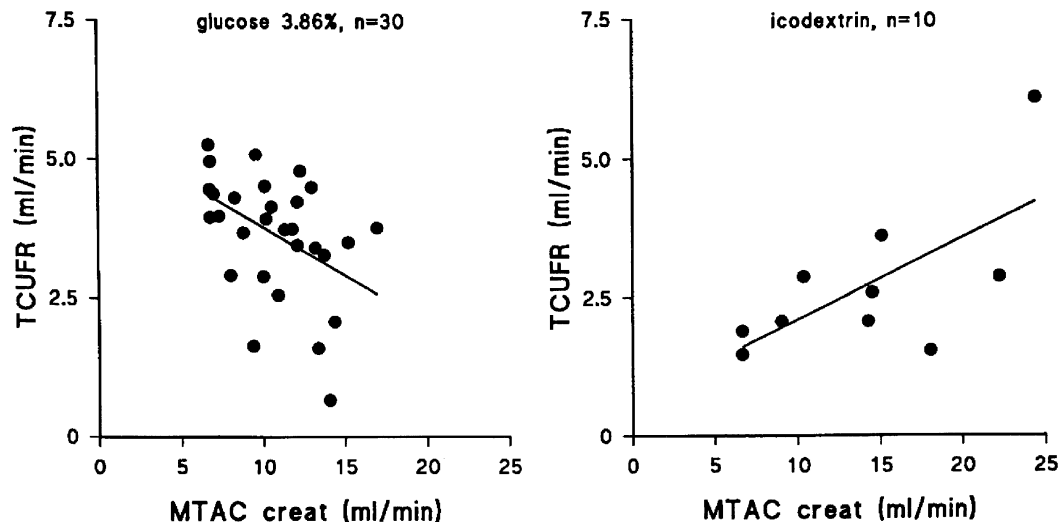 glucose 3.86%, n=30
7.5
5.0
2.5
0
TCUFR (ml/min)
0 5 10 15 20 25
MTAC creat (ml/min)
icodextrin, n=10
7.5
5.0
2.5
0
TCUFR (ml/min)
0 5 10 15 20 25
MTAC creat (ml/min)